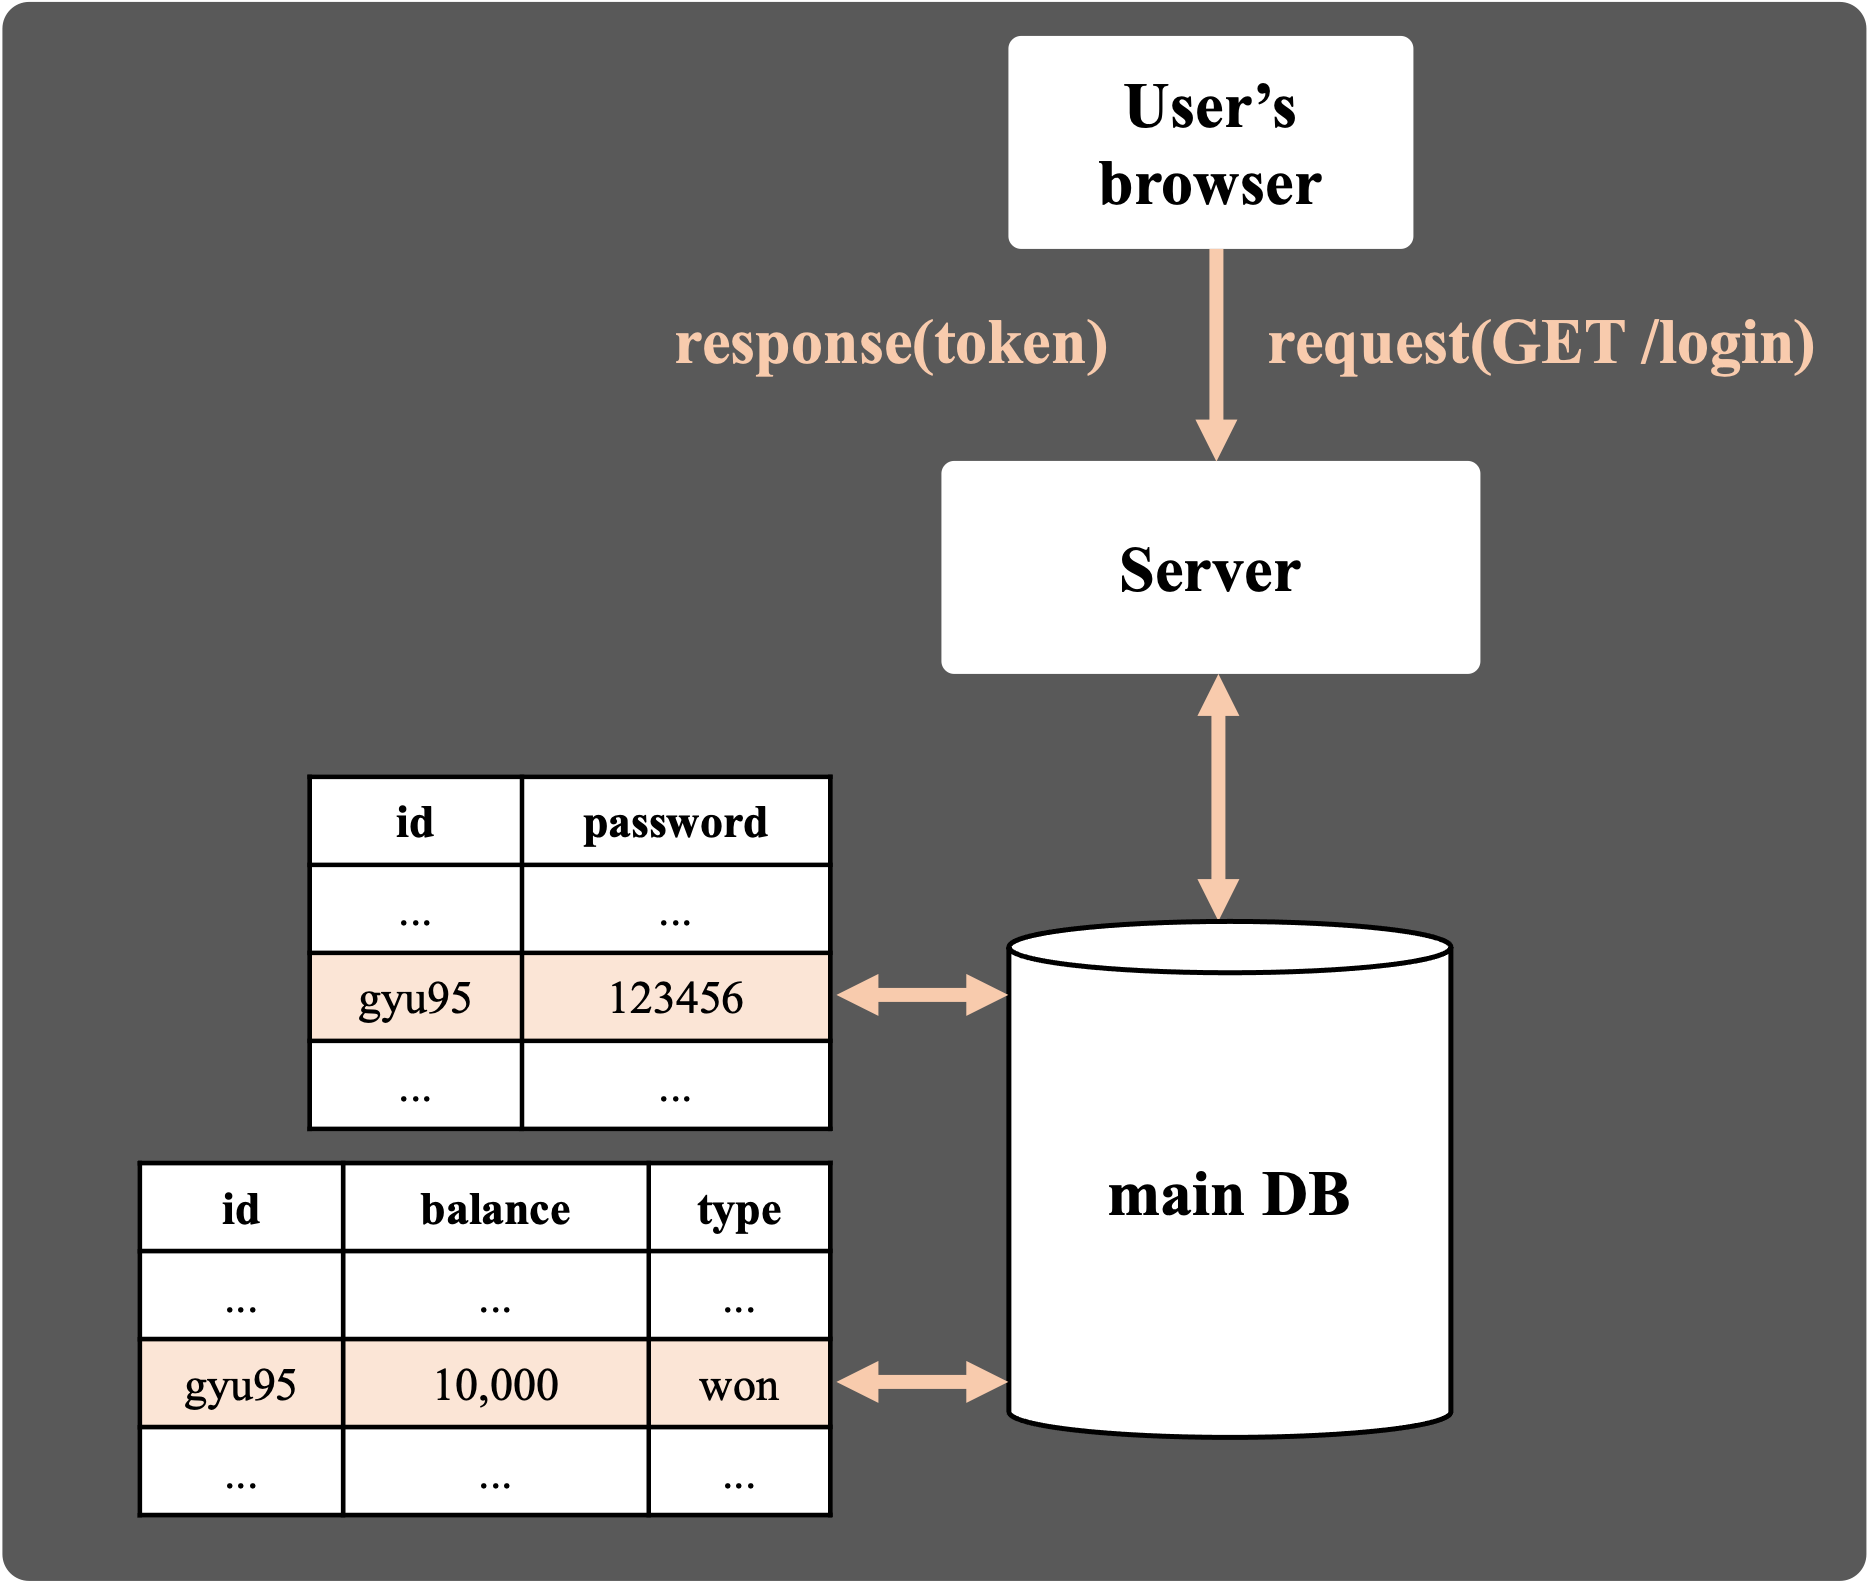 User’s
browser
response(token) request(GET /login)
Server
id password
... ...
gyu95 123456
... ...
id balance type
... ... ...
gyu95 10,000 won
... ... ...
main DB